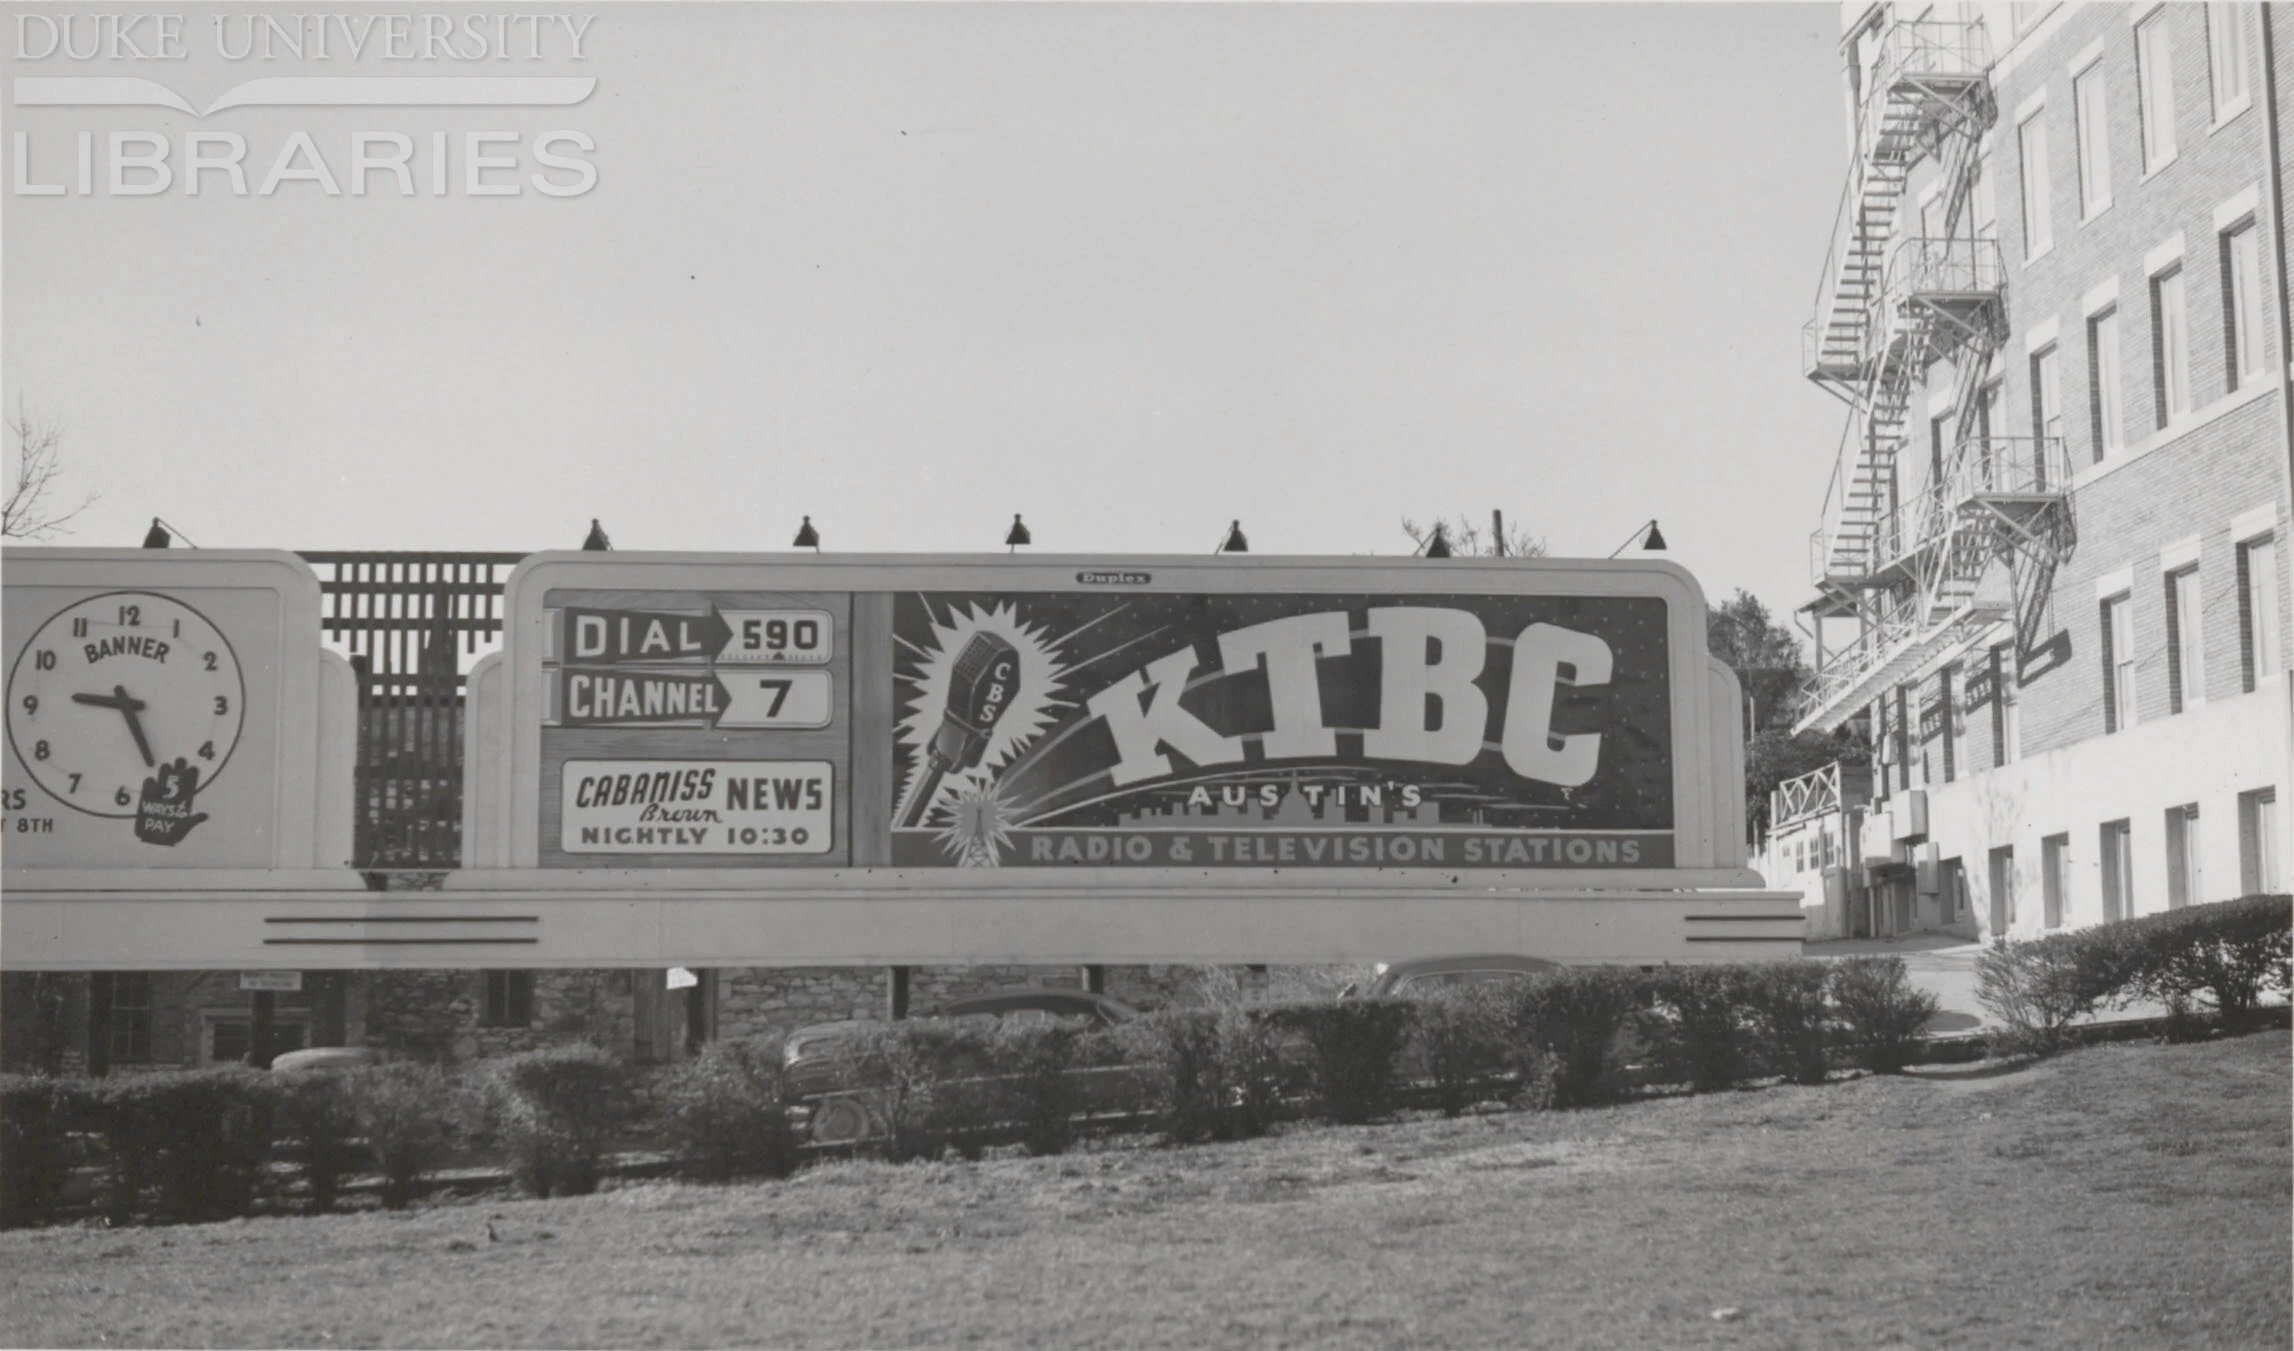 DUKE UNIVERSITY
LIBRARIES
12
11 1
BANNER
10 2
9 3
8 4
7 6
5
WAYS to
PAY
RS
T 8TH
Duplex
DIAL 590
CHANNEL 7
CABANISS NEWS
Brown
NIGHTLY 10:30
CBS
KTBC
AUSTIN'S
RADIO & TELEVISION STATIONS